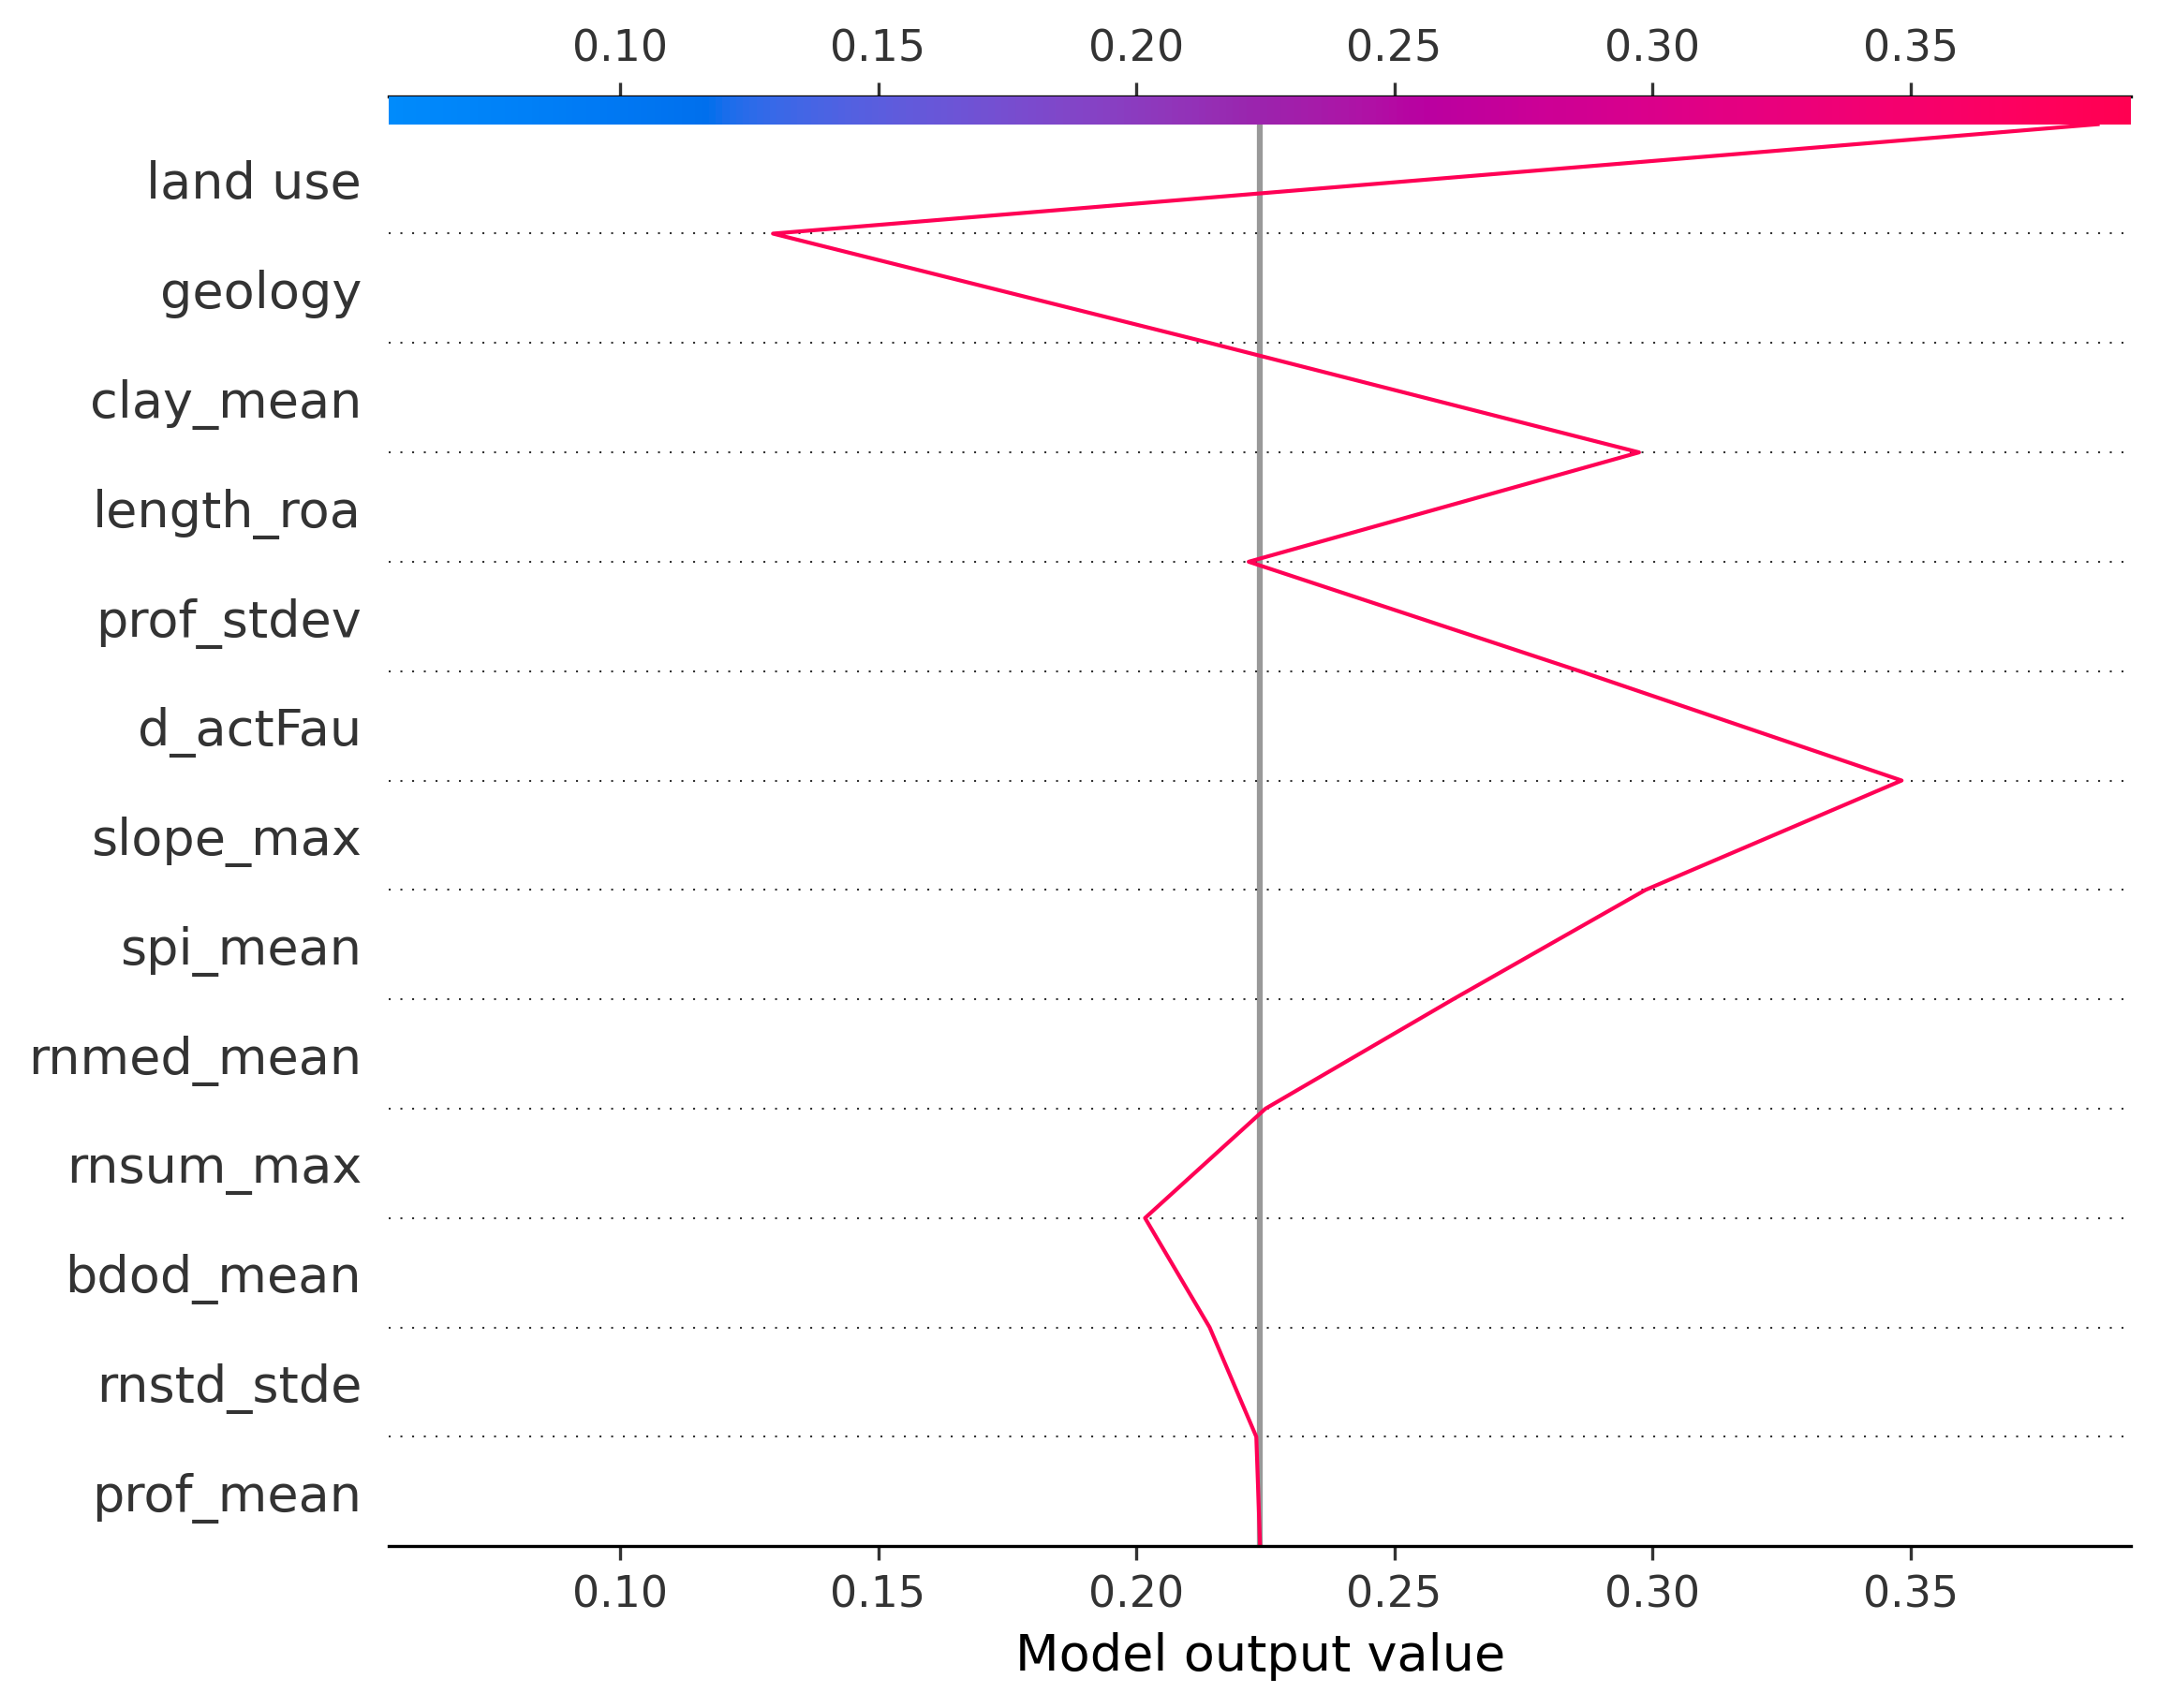 0.10 0.15 0.20 0.25 0.30 0.35
land use
geology
clay_mean
length_roa
prof_stdev
d_actFau
slope_max
spi_mean
rnmed_mean
rnsum_max
bdod_mean
rnstd_stde
prof_mean
0.10 0.15 0.20 0.25 0.30 0.35
Model output value